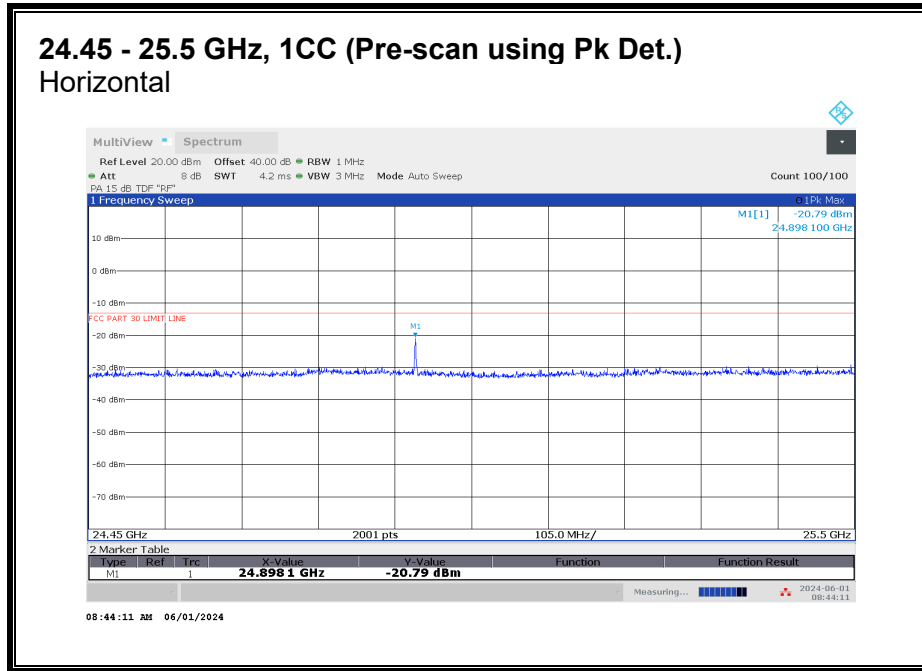 24.45 - 25.5 GHz, 1CC (Pre-scan using Pk Det.)
Horizontal
R S
MultiView Spectrum
Ref Level 20.00 dBm Offset 40.00 dB RBW 1 MHz
Att 8 dB SWT 4.2 ms VBW 3 MHz Mode Auto Sweep Count 100/100
PA 15 dB TDF "RF"
1 Frequency Sweep 1Pk Max
M1[1] -20.79 dBm
24.898 100 GHz
10 dBm
0 dBm
-10 dBm
FCC PART 30 LIMIT LINE
M1
-20 dBm
-30 dBm
-40 dBm
-50 dBm
-60 dBm
-70 dBm
24.45 GHz 2001 pts 105.0 MHz/ 25.5 GHz
2 Marker Table
Type Ref Trc X-Value Y-Value Function Function Result
M1 1 24.898 1 GHz -20.79 dBm
Measuring... 2024-06-01
08:44:11
08:44:11 AM 06/01/2024